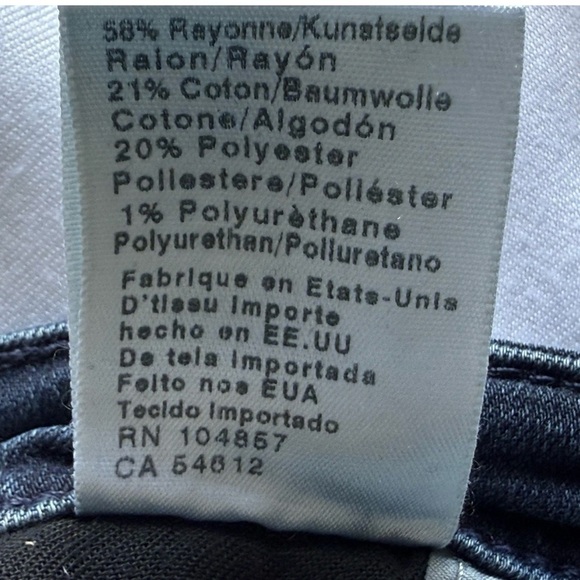 58% Rayonne/Kunstseide
Raion/Rayón
21% Coton/Baumwolle
Cotone/Algodón
20% Polyester
Poliestere/Poliéster
1% Polyurèthane
Polyurethan/Poliuretano
Fabrique en Etats-Unis
D'tissu Importe
hecho en EE.UU
De tela importada
Feito nos EUA
Tecido Importado
RN 104857
CA 54612